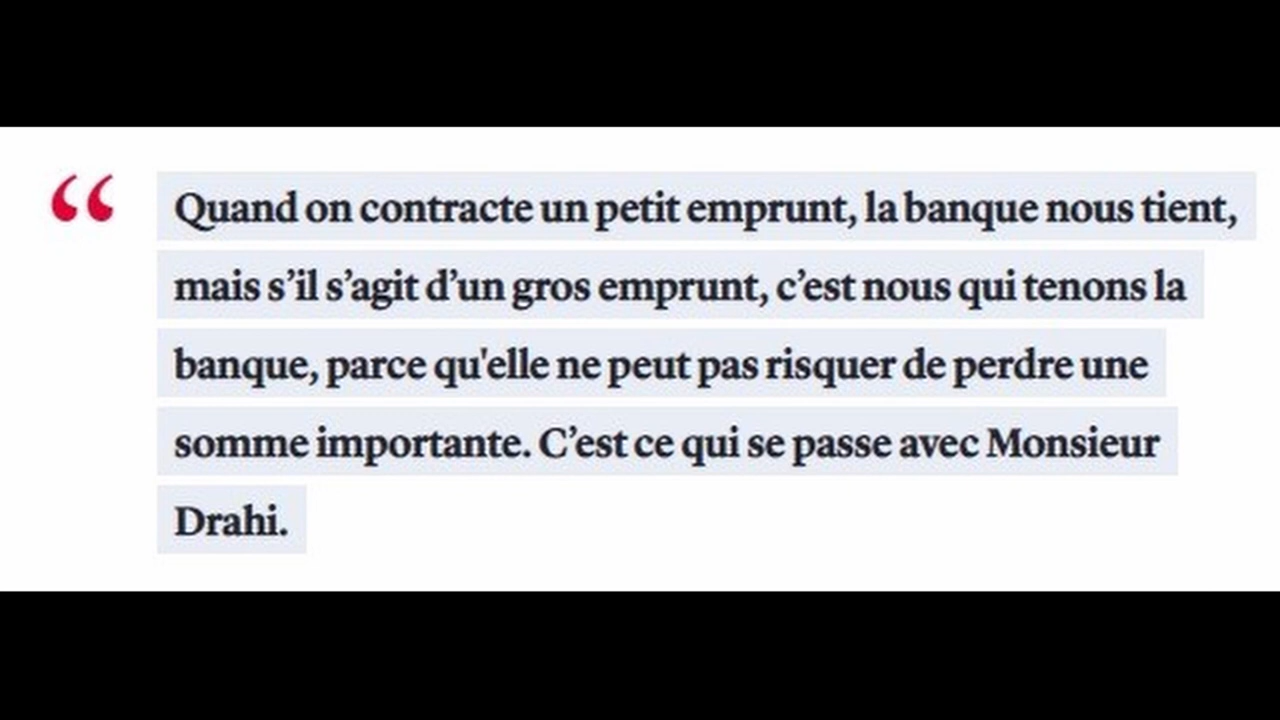 “ Quand on contracte un petit emprunt, la banque nous tient,
mais s’il s’agit d’un gros emprunt, c’est nous qui tenons la
banque, parce qu'elle ne peut pas risquer de perdre une
somme importante. C’est ce qui se passe avec Monsieur
Drahi.